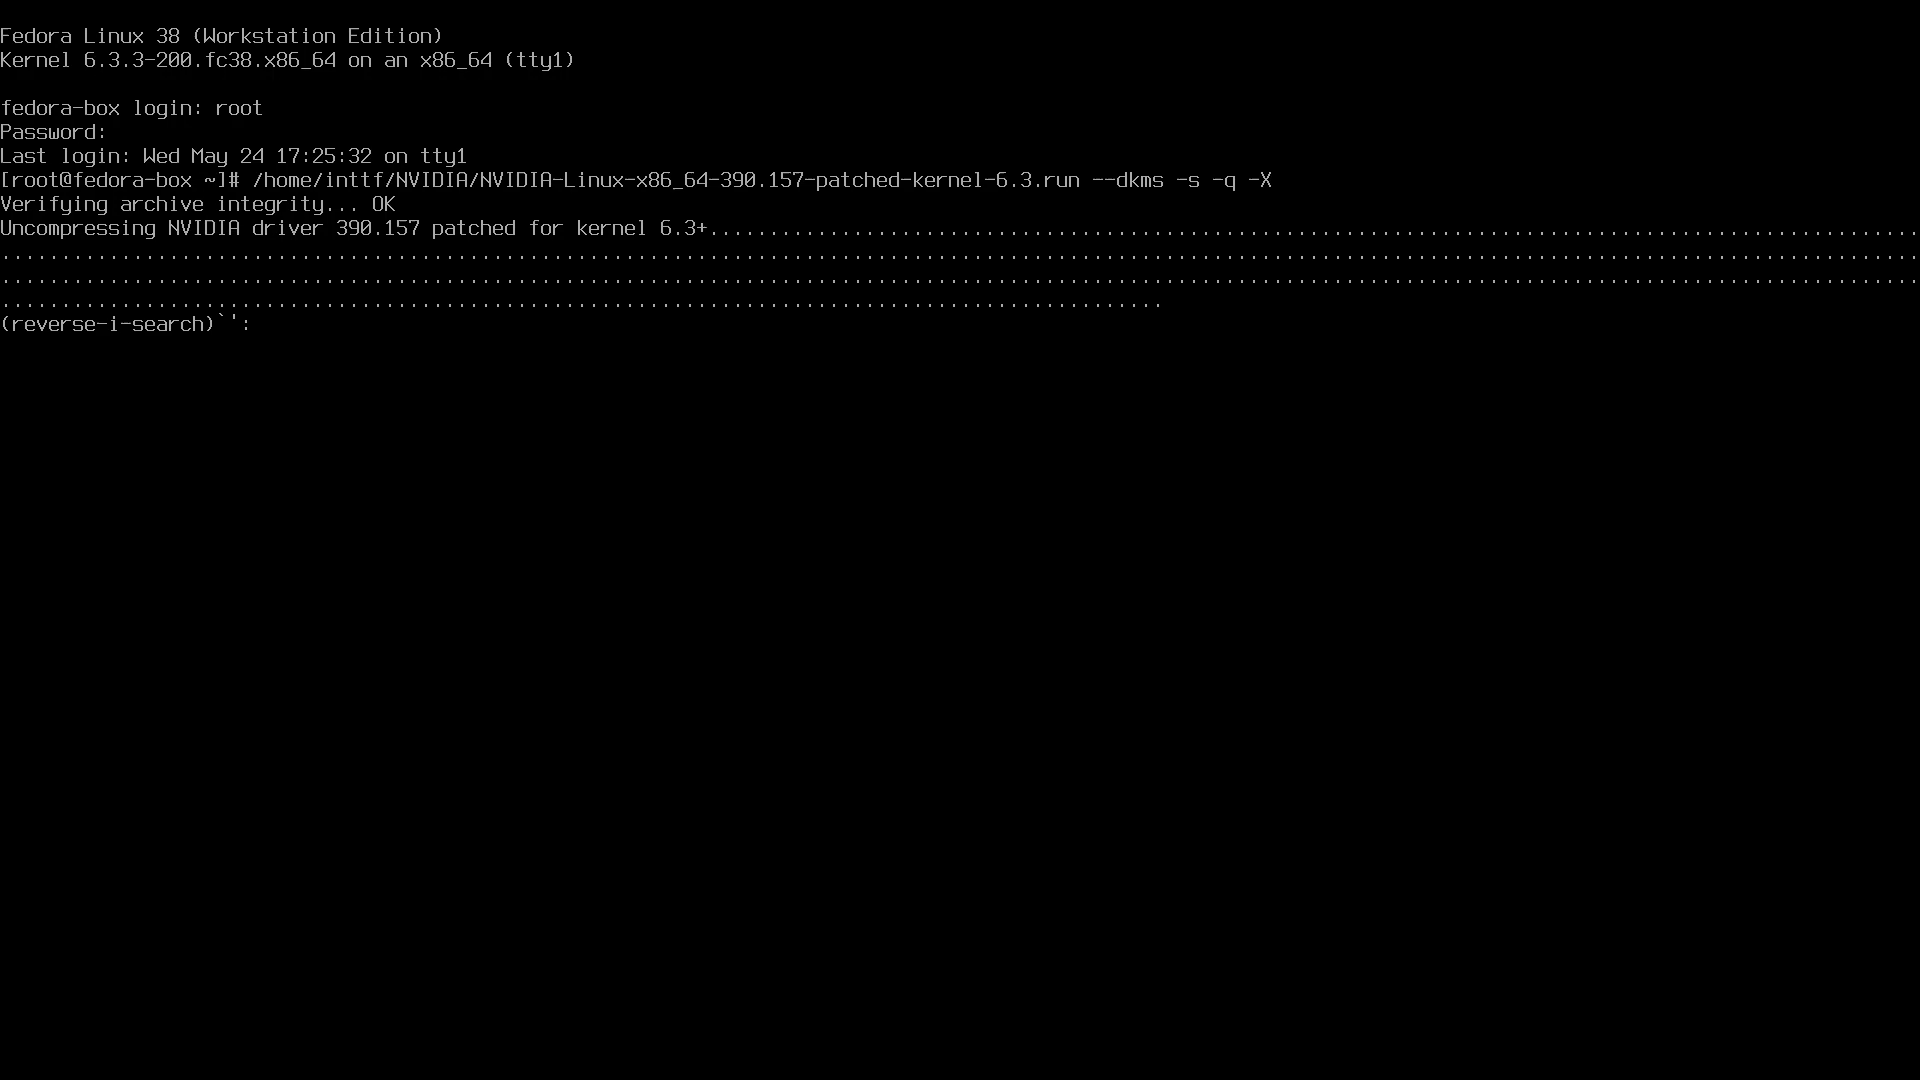 Fedora Linux 38 (Workstation Edition)
Kernel 6.3.3-200.fc38.x86_64 on an x86_64 (tty1)
fedora-box login: root
Password:
Last login: Wed May 24 17:25:32 on tty1
[root@fedora-box ~]# /home/inttf/NVIDIA/NVIDIA-Linux-x86_64-390.157-patched-kernel-6.3.run --dkms -s -q -X
Verifying archive integrity... OK
Uncompressing NVIDIA driver 390.157 patched for kernel 6.3+.....................................................................................................
................................................................................................................................................................
................................................................................................................................................................
.................................................................................................
(reverse-i-search)`':